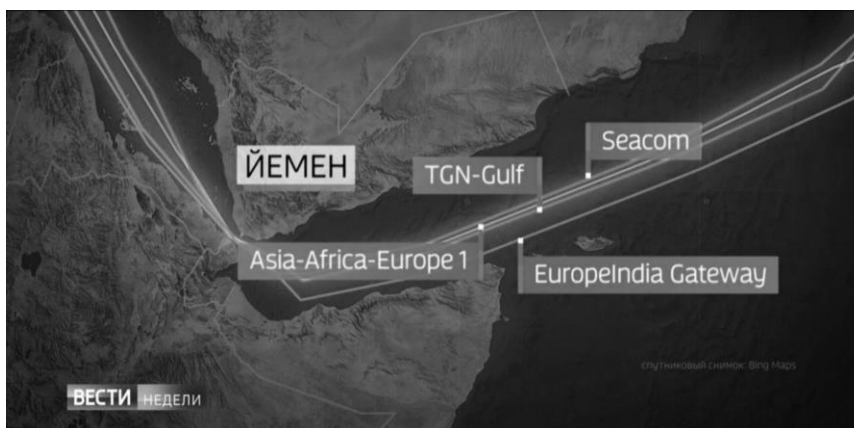 Seacom
ЙЕМЕН
TGN-Gulf
Asia-Africa-Europe 1
EuropeIndia Gateway
спутниковый снимок: Bing Maps
ВЕСТИ НЕДЕЛИ